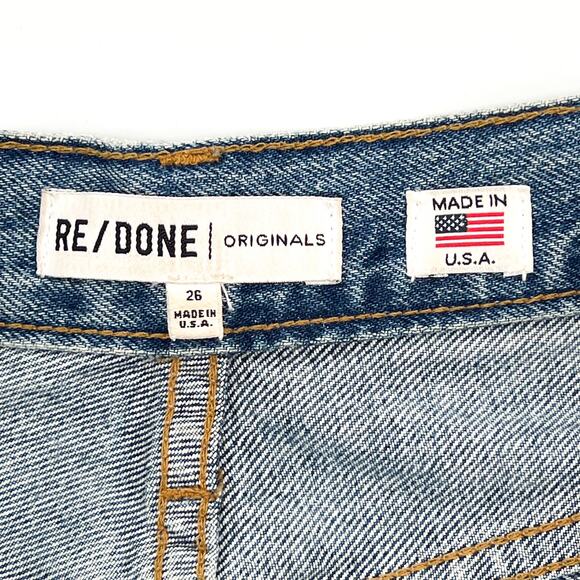 RE/DONE | ORIGINALS
MADE IN
U.S.A.
26
MADE IN
U.S.A.